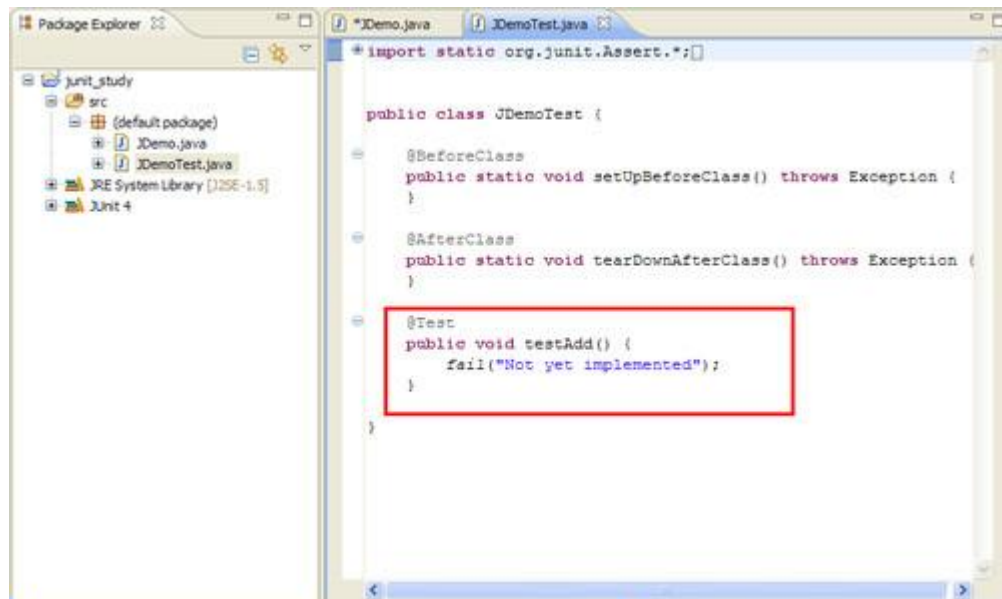 Package Explorer
junit_study
src
(default package)
JDemo.java
JDemoTest.java
JRE System Library [J2SE-1.5]
JUnit 4
*JDemo.java
JDemoTest.java
import static org.junit.Assert.*;
public class JDemoTest {
@BeforeClass
public static void setUpBeforeClass() throws Exception {
}
@AfterClass
public static void tearDownAfterClass() throws Exception {
}
@Test
public void testAdd() {
fail("Not yet implemented");
}
}